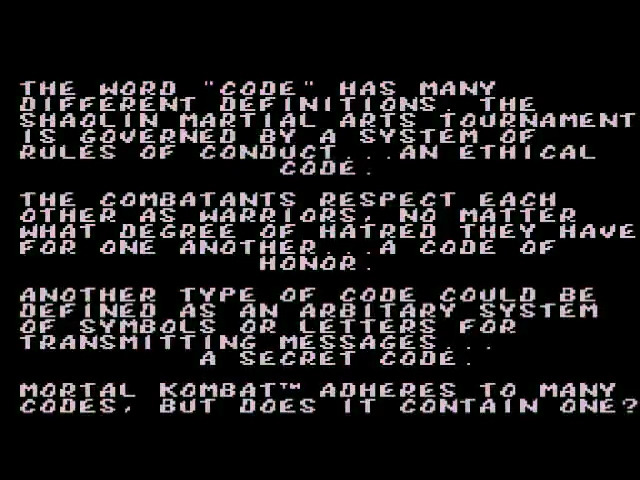 THE WORD "CODE" HAS MANY
DIFFERENT DEFINITIONS. THE
SHAOLIN MARTIAL ARTS TOURNAMENT
IS GOVERNED BY A SYSTEM OF
RULES OF CONDUCT...AN ETHICAL
CODE.
THE COMBATANTS RESPECT EACH
OTHER AS WARRIORS, NO MATTER
WHAT DEGREE OF HATRED THEY HAVE
FOR ONE ANOTHER...A CODE OF
HONOR.
ANOTHER TYPE OF CODE COULD BE
DEFINED AS AN ARBITARY SYSTEM
OF SYMBOLS OR LETTERS FOR
TRANSMITTING MESSAGES...
A SECRET CODE.
MORTAL KOMBAT™ ADHERES TO MANY
CODES, BUT DOES IT CONTAIN ONE?